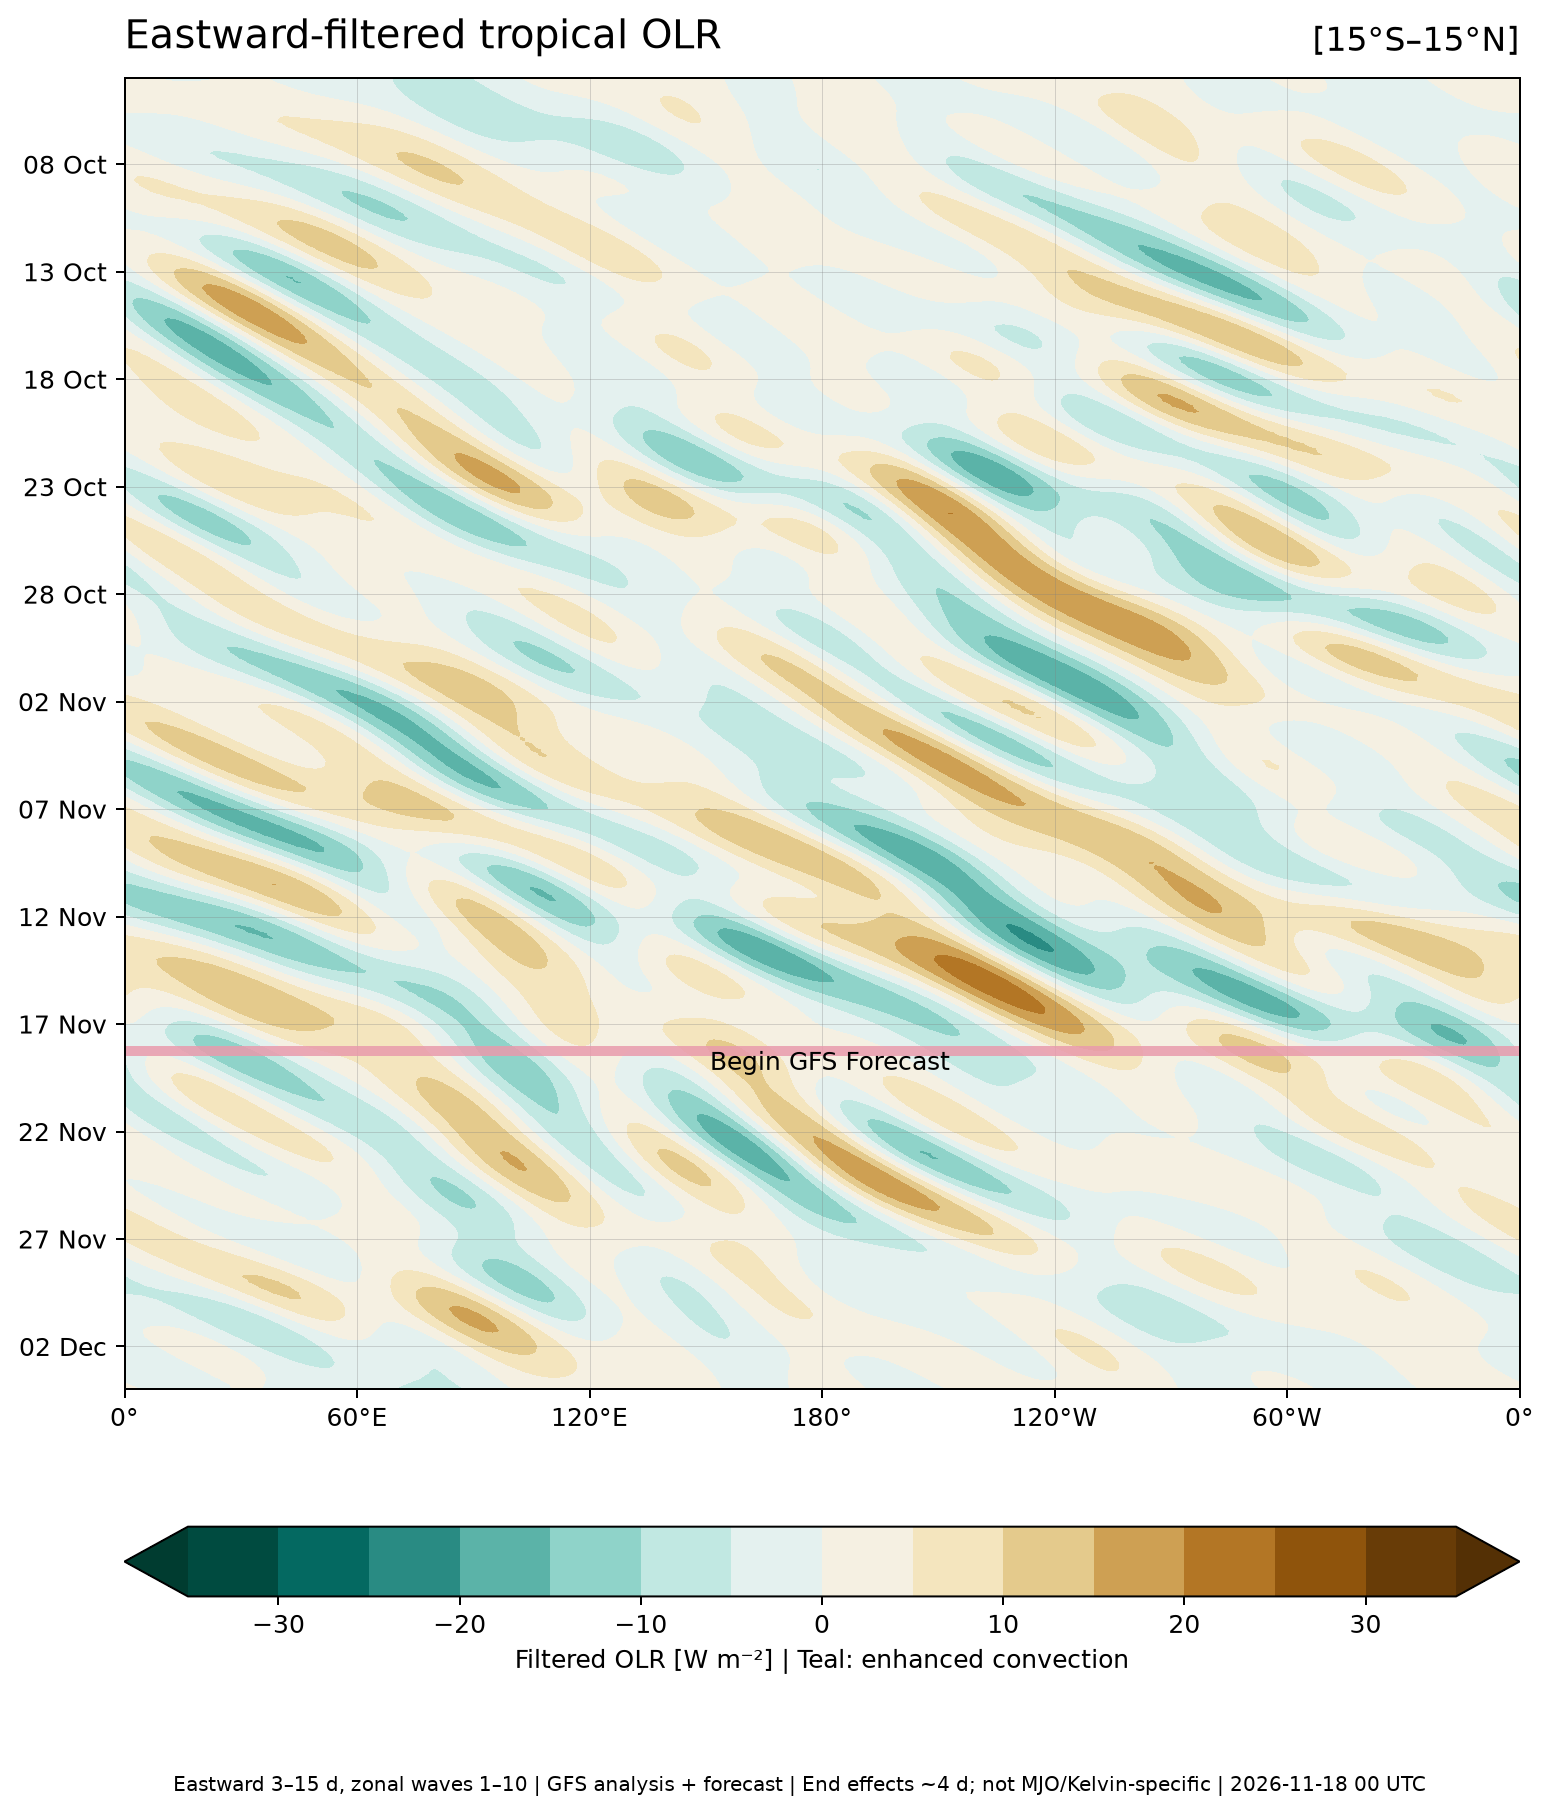 Eastward-filtered tropical OLR
[15°S–15°N]
08 Oct
13 Oct
18 Oct
23 Oct
28 Oct
02 Nov
07 Nov
12 Nov
17 Nov
Begin GFS Forecast
22 Nov
27 Nov
02 Dec
0° 60°E 120°E 180° 120°W 60°W 0°
−30 −20 −10 0 10 20 30
Filtered OLR [W m⁻²] | Teal: enhanced convection
Eastward 3–15 d, zonal waves 1–10 | GFS analysis + forecast | End effects ~4 d; not MJO/Kelvin-specific | 2026-11-18 00 UTC